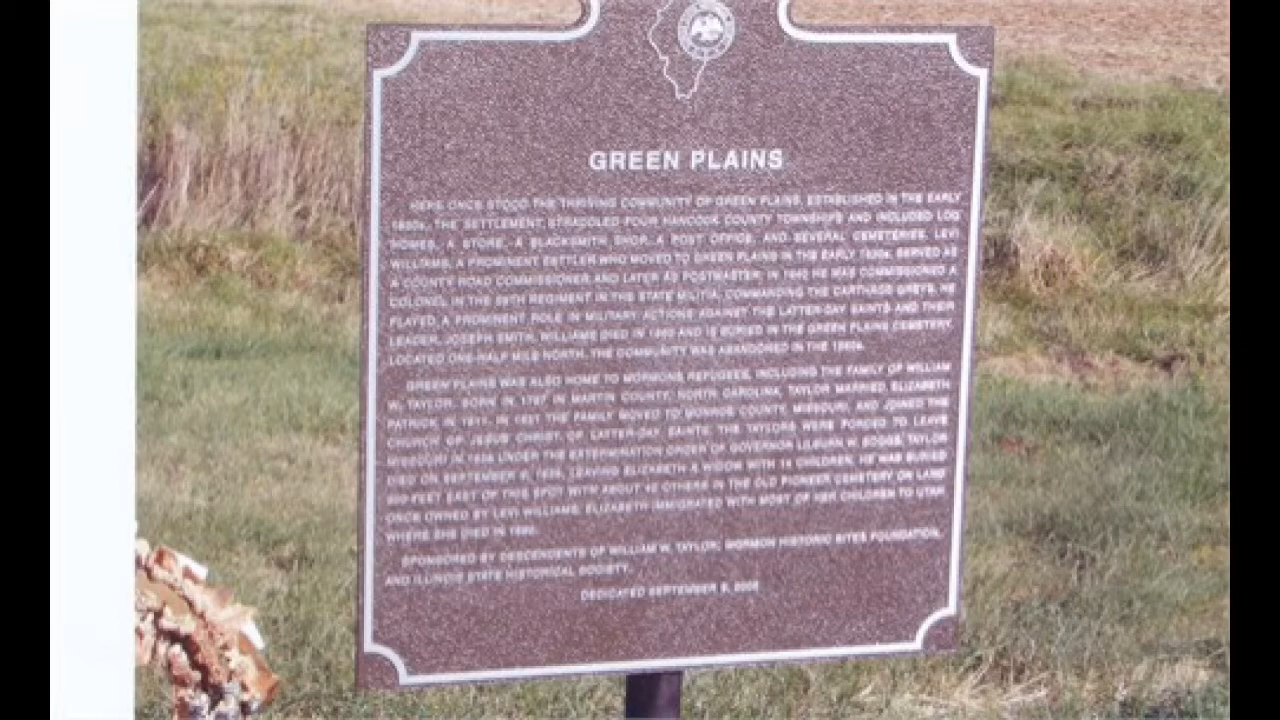 GREEN PLAINS
HERE ONCE STOOD THE THRIVING COMMUNITY OF GREEN PLAINS, ESTABLISHED IN THE EARLY
1830s. THE SETTLEMENT STRADDLED FOUR HANCOCK COUNTY TOWNSHIPS AND INCLUDED LOG
HOMES, A STORE, A BLACKSMITH SHOP, A POST OFFICE, AND SEVERAL CEMETERIES. LEVI
WILLIAMS, A PROMINENT SETTLER WHO MOVED TO GREEN PLAINS IN THE EARLY 1830s, SERVED AS
A COUNTY ROAD COMMISSIONER AND LATER AS POSTMASTER. IN 1840 HE WAS COMMISSIONED A
COLONEL IN THE 59TH REGIMENT IN THE STATE MILITIA, COMMANDING THE CARTHAGE GREYS. HE
PLAYED A PROMINENT ROLE IN MILITARY ACTIONS AGAINST THE LATTER-DAY SAINTS AND THEIR
LEADER, JOSEPH SMITH. WILLIAMS DIED IN 1860 AND IS BURIED IN THE GREEN PLAINS CEMETERY,
LOCATED ONE-HALF MILE NORTH. THE COMMUNITY WAS ABANDONED IN THE
GREEN PLAINS WAS ALSO HOME TO MORMONS REFUGEES, INCLUDING THE FAMILY OF WILLIAM
W. TAYLOR. BORN IN 1787 IN MARTIN COUNTY, NORTH CAROLINA, TAYLOR MARRIED ELIZABETH
PATRICK IN 1811. IN 1831 THE FAMILY MOVED TO MONROE COUNTY, MISSOURI, AND JOINED THE
CHURCH OF JESUS CHRIST OF LATTER-DAY SAINTS. THE TAYLORS WERE FORCED TO LEAVE
MISSOURI IN 1838 UNDER THE EXTERMINATION ORDER OF GOVERNOR LILBURN W. BOGGS. TAYLOR
DIED ON SEPTEMBER 9, 1839, LEAVING ELIZABETH A WIDOW WITH 14 CHILDREN. HE WAS BURIED
FEET EAST OF THIS SPOT WITH ABOUT OTHERS IN THE OLD PIONEER CEMETERY ON LAND
ONCE OWNED BY LEVI WILLIAMS. ELIZABETH IMMIGRATED WITH MOST OF HER CHILDREN TO UTAH
WHERE SHE DIED IN 1880.
SPONSORED BY DESCENDENTS OF WILLIAM W. TAYLOR, MORMON HISTORIC SITES FOUNDATION,
AND ILLINOIS STATE HISTORICAL SOCIETY.
DEDICATED SEPTEMBER